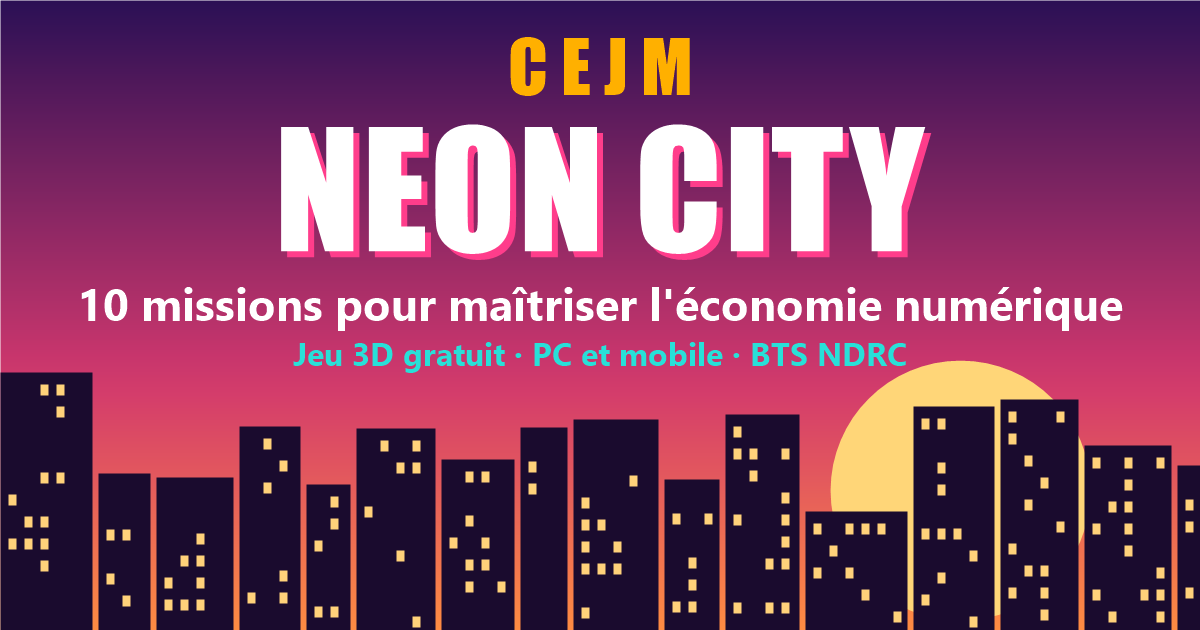 CEJM
NEON CITY
10 missions pour maîtriser l'économie numérique
Jeu 3D gratuit · PC et mobile · BTS NDRC